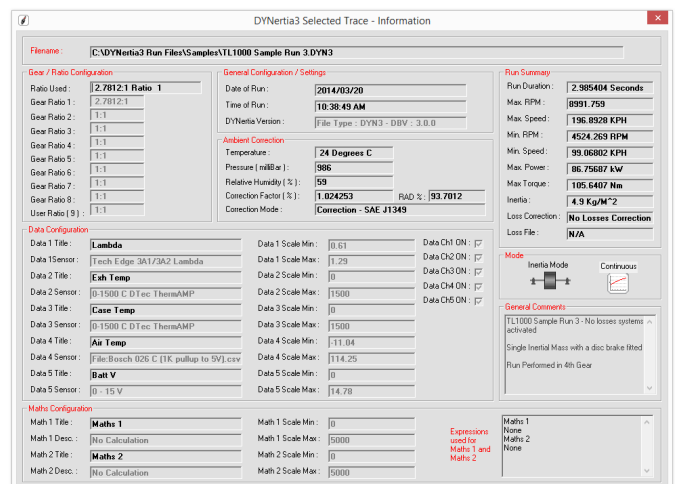 DYNertia3 Selected Trace - Information
Filename : C:\DYNertia3 Run Files\Samples\TL1000 Sample Run 3.DYN3
Gear / Ratio Configuration
Ratio Used : 2.7812:1 Ratio 1
Gear Ratio 1 : 2.7812:1
Gear Ratio 2 : 1:1
Gear Ratio 3 : 1:1
Gear Ratio 4 : 1:1
Gear Ratio 5 : 1:1
Gear Ratio 6 : 1:1
Gear Ratio 7 : 1:1
Gear Ratio 8 : 1:1
User Ratio ( 9 ) : 1:1
General Configuration / Settings
Date of Run : 2014/03/20
Time of Run : 10:38:49 AM
DYNertia Version : File Type : DYN3 - DBV : 3.0.0
Ambient Correction
Temperature : 24 Degrees C
Pressure ( milliBar ) : 986
Relative Humidity ( % ) : 59
Correction Factor ( % ) : 1.024253 RAD % : 93.7012
Correction Mode : Correction - SAE J1349
Run Summary
Run Duration : 2.985404 Seconds
Max. RPM : 8991.759
Max. Speed : 196.8928 KPH
Min. RPM : 4524.269 RPM
Min. Speed : 99.06802 KPH
Max. Power : 86.75687 kW
Max Torque : 105.6407 Nm
Inertia : 4.9 Kg/M^2
Loss Correction : No Losses Correction
Loss File : N/A
Data Configuration
Data 1 Title : Lambda
Data 1Sensor : Tech Edge 3A1/3A2 Lambda
Data 2 Title : Exh Temp
Data 2 Sensor : 0-1500 C DTec ThermAMP
Data 3 Title : Case Temp
Data 3 Sensor : 0-1500 C DTec ThermAMP
Data 4 Title : Air Temp
Data 4 Sensor : File:Bosch 026 C (1K pullup to 5V).csv
Data 5 Title : Batt V
Data 5 Sensor : 0 - 15 V
Data 1 Scale Min : 0.61
Data 1 Scale Max : 1.29
Data 2 Scale Min : 0
Data 2 Scale Max : 1500
Data 3 Scale Min : 0
Data 3 Scale Max : 1500
Data 4 Scale Min : -11.04
Data 4 Scale Max : 114.25
Data 5 Scale Min : 0
Data 5 Scale Max : 14.78
Data Ch1 ON :
Data Ch2 ON :
Data Ch3 ON :
Data Ch4 ON :
Data Ch5 ON :
Mode
Inertia Mode
Continuous
General Comments
TL1000 Sample Run 3 - No losses systems
activated
Single Inertial Mass with a disc brake fitted
Run Performed in 4th Gear
Maths Configuration
Math 1 Title : Maths 1
Math 1 Desc. : No Calculation
Math 2 Title : Maths 2
Math 2 Desc. : No Calculation
Math 1 Scale Min : 0
Math 1 Scale Max : 5000
Math 2 Scale Min : 0
Math 2 Scale Max : 5000
Expressions
used for
Maths 1 and
Maths 2
Maths 1
None
Maths 2
None